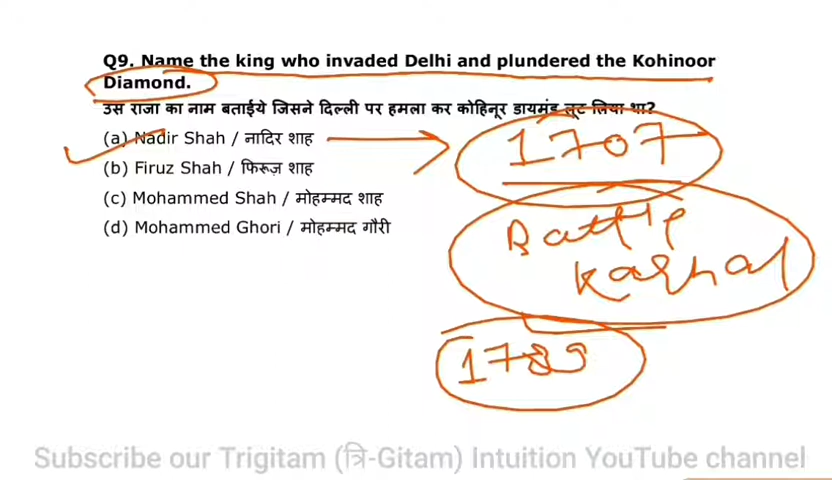 Q9. Name the king who invaded Delhi and plundered the Kohinoor
Diamond.
उस राजा का नाम बताईये जिसने दिल्ली पर हमला कर कोहिनूर डायमंड लूट लिया था?
(a) Nadir Shah / नादिर शाह
1707
(b) Firuz Shah / फिरूज़ शाह
(c) Mohammed Shah / मोहम्मद शाह
(d) Mohammed Ghori / मोहम्मद गौरी
Battle
Karnal
Subscribe our Trigitam (त्रि-Gitam) Intuition YouTube channel